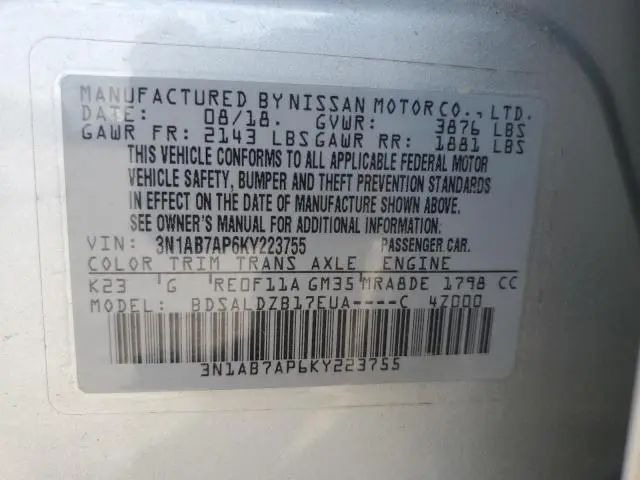 MANUFACTURED BY NISSAN MOTOR CO., LTD.
DATE: 08/18. GVWR: 3876 LBS
GAWR FR: 2143 LBS GAWR RR: 1881 LBS
THIS VEHICLE CONFORMS TO ALL APPLICABLE FEDERAL MOTOR
VEHICLE SAFETY, BUMPER AND THEFT PREVENTION STANDARDS
IN EFFECT ON THE DATE OF MANUFACTURE SHOWN ABOVE.
SEE OWNER'S MANUAL FOR ADDITIONAL INFORMATION.
VIN: 3N1AB7AP6KY223755 PASSENGER CAR.
COLOR TRIM TRANS AXLE ENGINE
K23 G RE0F11A GM35 MRA8DE 1798 CC
MODEL: BDSALDZB17EUA----C 4Z000
3N1AB7AP6KY223755